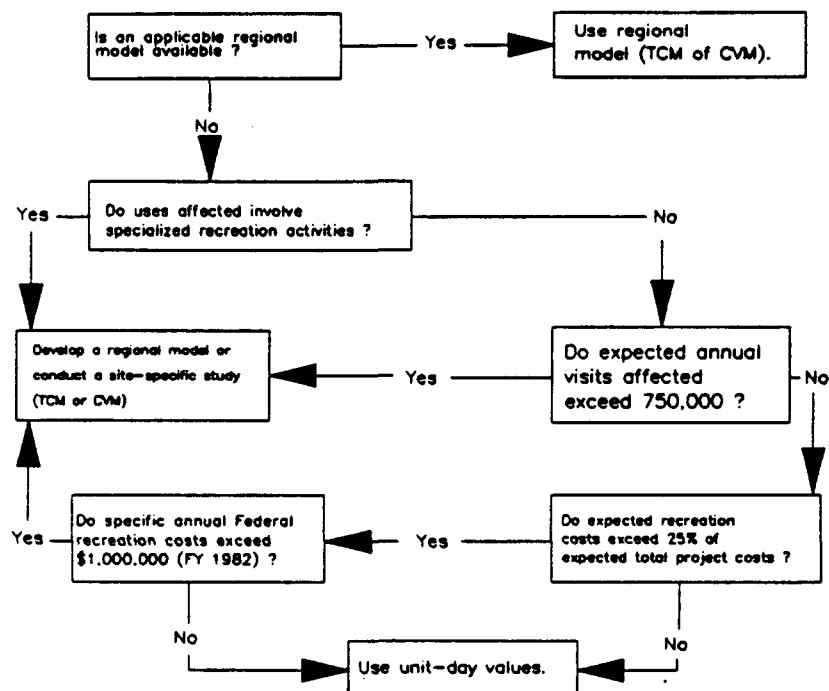 Is an applicable regional
model available ?
Yes
Use regional
model (TCM of CVM).
No
Yes
Do uses affected involve
specialized recreation activities ?
No
Develop a regional model or
conduct a site-specific study
(TCM or CVM)
Yes
Do expected annual
visits affected
exceed 750,000 ?
No
Yes
Do specific annual Federal
recreation costs exceed
$1,000,000 (FY 1982) ?
Yes
Do expected recreation
costs exceed 25% of
expected total project costs ?
No
No
Use unit-day values.